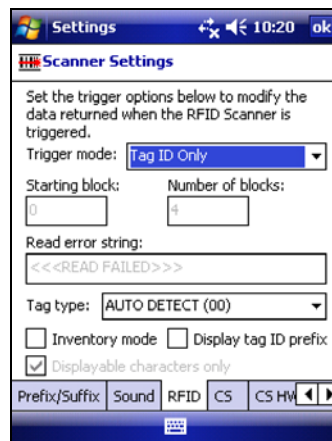 Settings 10:20 ok
Scanner Settings
Set the trigger options below to modify the
data returned when the RFID Scanner is
triggered.
Trigger mode: Tag ID Only
Starting block: Number of blocks:
0 4
Read error string:
<<<READ FAILED>>>
Tag type: AUTO DETECT (00)
Inventory mode Display tag ID prefix
Displayable characters only
Prefix/Suffix Sound RFID CS CS HW